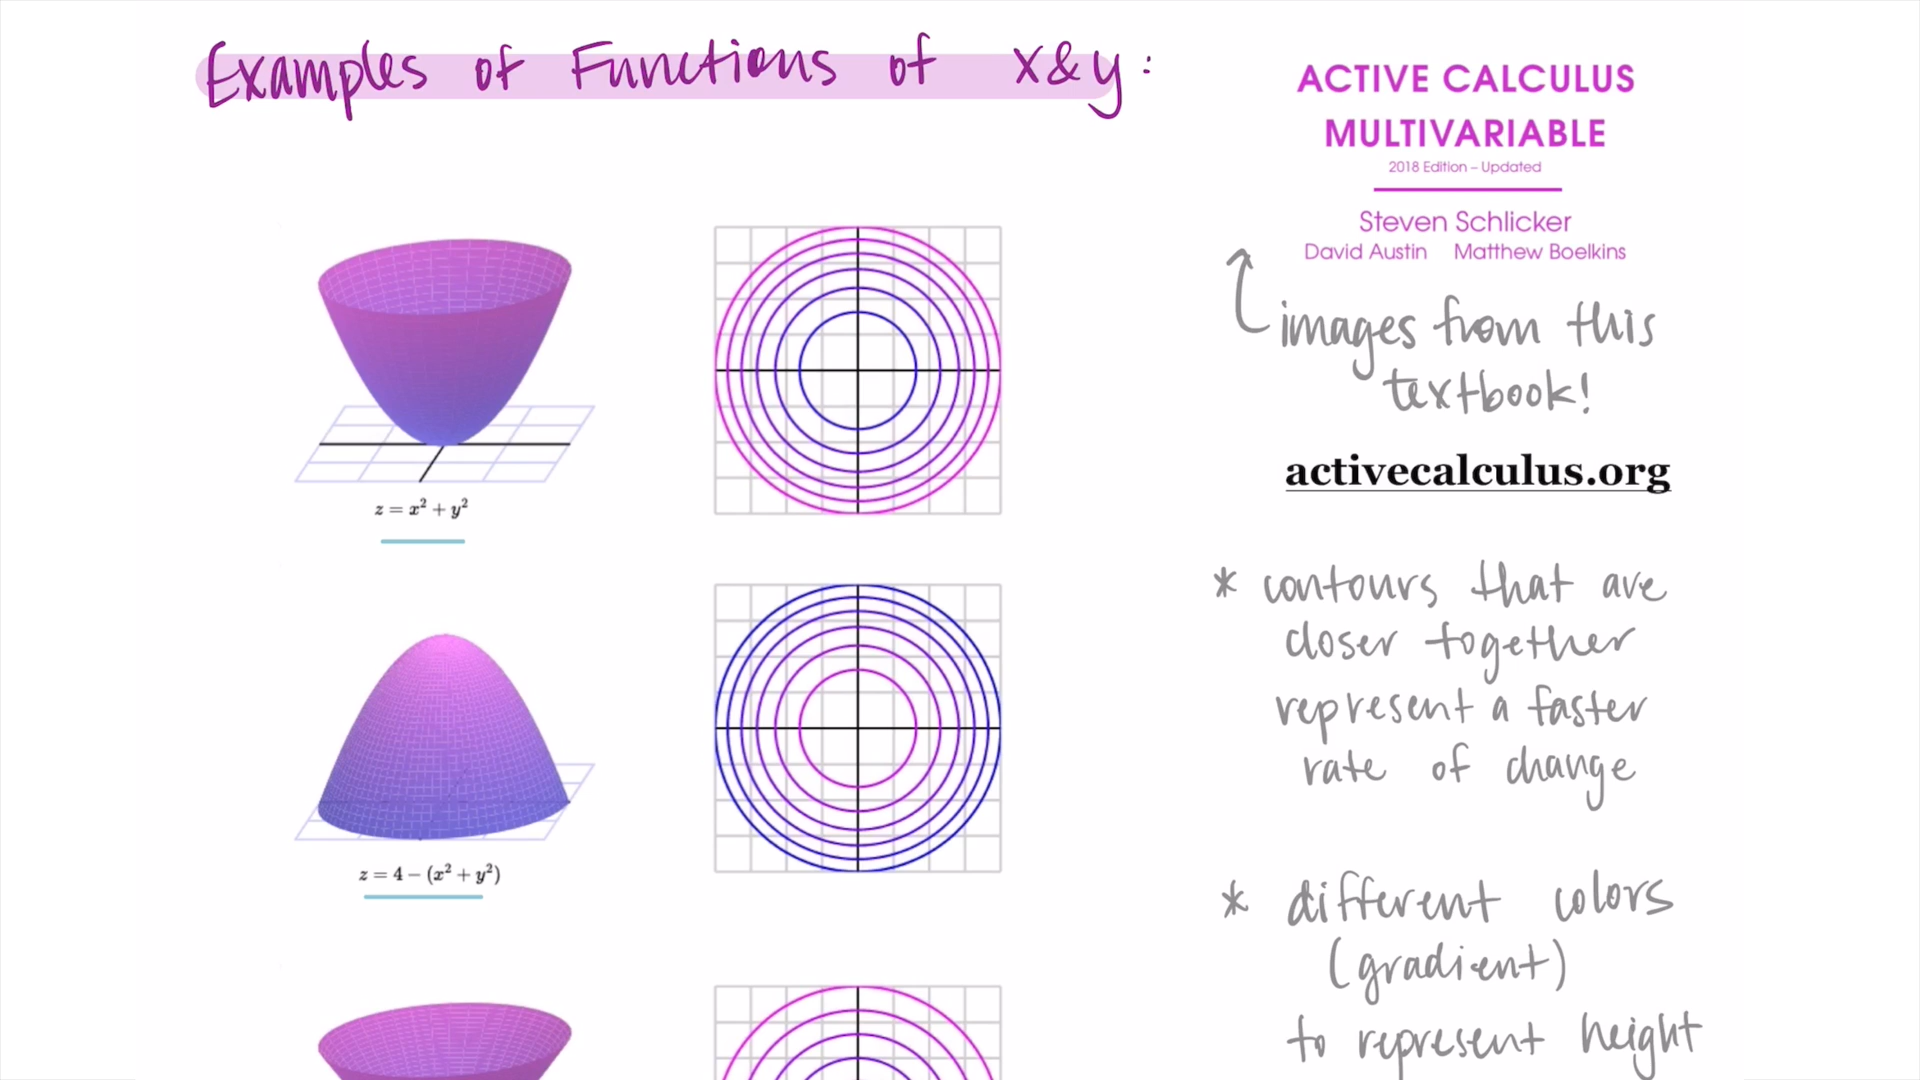 Examples of Functions of x&y:
ACTIVE CALCULUS
MULTIVARIABLE
2018 Edition – Updated
Steven Schlicker
David Austin Matthew Boelkins
images from this
textbook!
activecalculus.org
z = x² + y²
* contours that are
closer together
represent a faster
rate of change
z = 4 − (x² + y²)
* different colors
(gradient)
to represent height